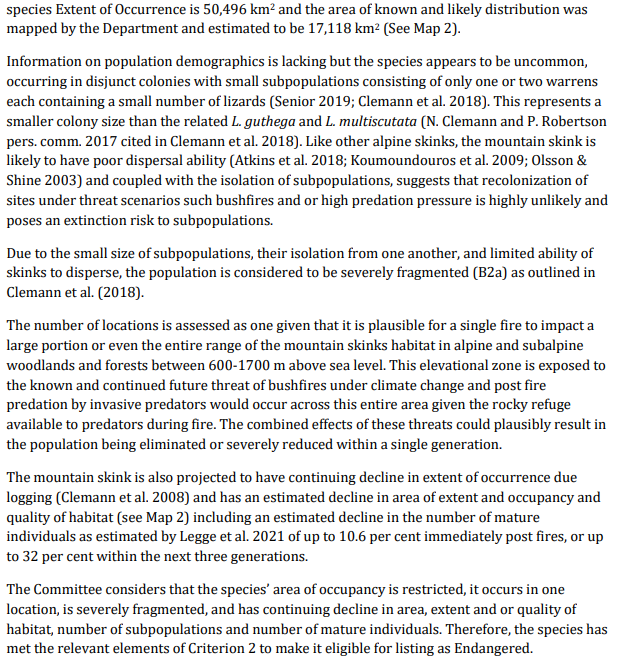 species Extent of Occurrence is 50,496 km² and the area of known and likely distribution was
mapped by the Department and estimated to be 17,118 km² (See Map 2).
Information on population demographics is lacking but the species appears to be uncommon,
occurring in disjunct colonies with small subpopulations consisting of only one or two warrens
each containing a small number of lizards (Senior 2019; Clemann et al. 2018). This represents a
smaller colony size than the related L. guthega and L. multiscutata (N. Clemann and P. Robertson
pers. comm. 2017 cited in Clemann et al. 2018). Like other alpine skinks, the mountain skink is
likely to have poor dispersal ability (Atkins et al. 2018; Koumoundouros et al. 2009; Olsson &
Shine 2003) and coupled with the isolation of subpopulations, suggests that recolonization of
sites under threat scenarios such bushfires and or high predation pressure is highly unlikely and
poses an extinction risk to subpopulations.
Due to the small size of subpopulations, their isolation from one another, and limited ability of
skinks to disperse, the population is considered to be severely fragmented (B2a) as outlined in
Clemann et al. (2018).
The number of locations is assessed as one given that it is plausible for a single fire to impact a
large portion or even the entire range of the mountain skinks habitat in alpine and subalpine
woodlands and forests between 600-1700 m above sea level. This elevational zone is exposed to
the known and continued future threat of bushfires under climate change and post fire
predation by invasive predators would occur across this entire area given the rocky refuge
available to predators during fire. The combined effects of these threats could plausibly result in
the population being eliminated or severely reduced within a single generation.
The mountain skink is also projected to have continuing decline in extent of occurrence due
logging (Clemann et al. 2008) and has an estimated decline in area of extent and occupancy and
quality of habitat (see Map 2) including an estimated decline in the number of mature
individuals as estimated by Legge et al. 2021 of up to 10.6 per cent immediately post fires, or up
to 32 per cent within the next three generations.
The Committee considers that the species' area of occupancy is restricted, it occurs in one
location, is severely fragmented, and has continuing decline in area, extent and or quality of
habitat, number of subpopulations and number of mature individuals. Therefore, the species has
met the relevant elements of Criterion 2 to make it eligible for listing as Endangered.